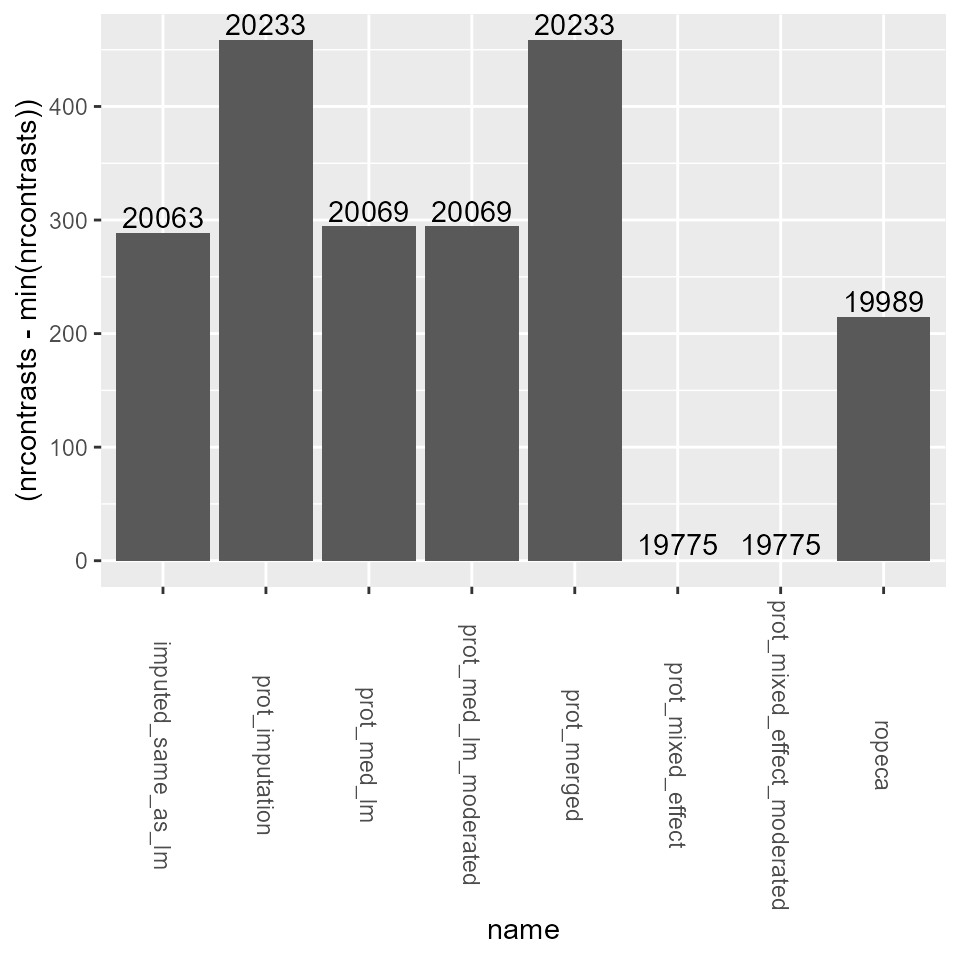 (nrcontrasts - min(nrcontrasts))
400
300
200
100
0
20063
20233
20069
20069
20233
19775
19775
19989
imputed_same_as_lm
prot_imputation
prot_med_lm
prot_med_lm_moderated
prot_merged
prot_mixed_effect
prot_mixed_effect_moderated
ropeca
name